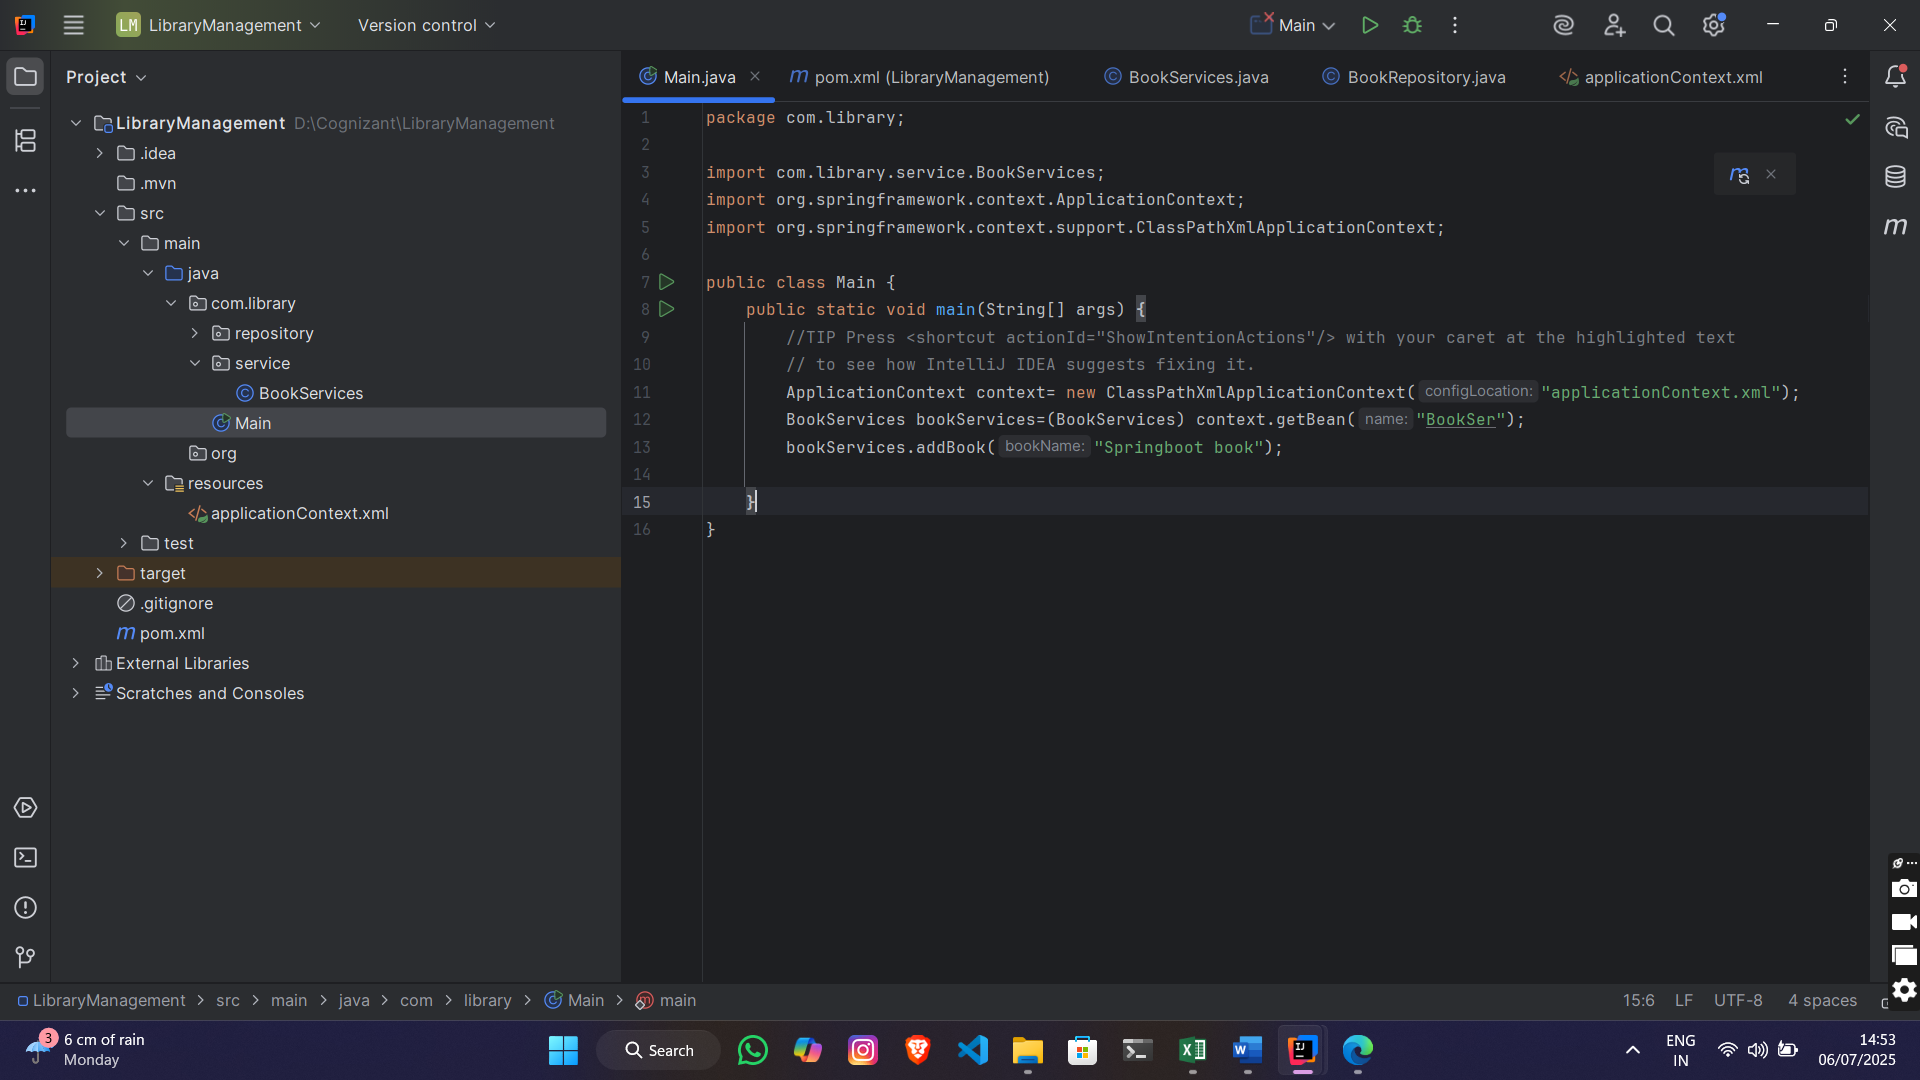 LM LibraryManagement Version control Main
Project
Main.java pom.xml (LibraryManagement) BookServices.java BookRepository.java applicationContext.xml
LibraryManagement D:\Cognizant\LibraryManagement
.idea
.mvn
src
main
java
com.library
repository
service
BookServices
Main
org
resources
applicationContext.xml
test
target
.gitignore
pom.xml
External Libraries
Scratches and Consoles
1 package com.library;
2
3 import com.library.service.BookServices;
4 import org.springframework.context.ApplicationContext;
5 import org.springframework.context.support.ClassPathXmlApplicationContext;
6
7 public class Main {
8 public static void main(String[] args) {
9 //TIP Press <shortcut actionId="ShowIntentionActions"/> with your caret at the highlighted text
10 // to see how IntelliJ IDEA suggests fixing it.
11 ApplicationContext context= new ClassPathXmlApplicationContext( configLocation: "applicationContext.xml");
12 BookServices bookServices=(BookServices) context.getBean( name: "BookSer");
13 bookServices.addBook( bookName: "Springboot book");
14
15 }
16 }
LibraryManagement > src > main > java > com > library > Main > main
15:6 LF UTF-8 4 spaces
3 6 cm of rain
Monday
Search
ENG
IN
14:53
06/07/2025